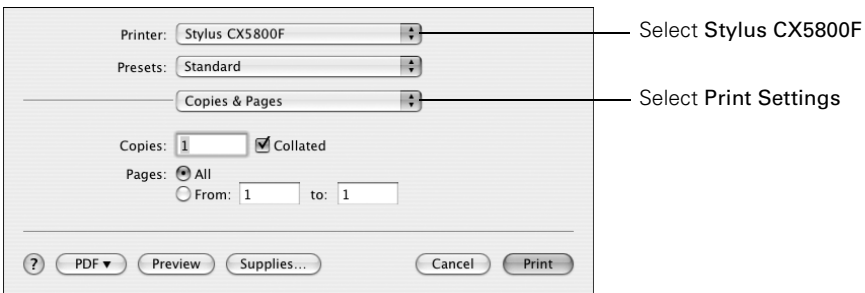 Printer: Stylus CX5800F Select Stylus CX5800F
Presets: Standard
Copies & Pages Select Print Settings
Copies: 1 Collated
Pages: All
From: 1 to: 1
? PDF Preview Supplies... Cancel Print